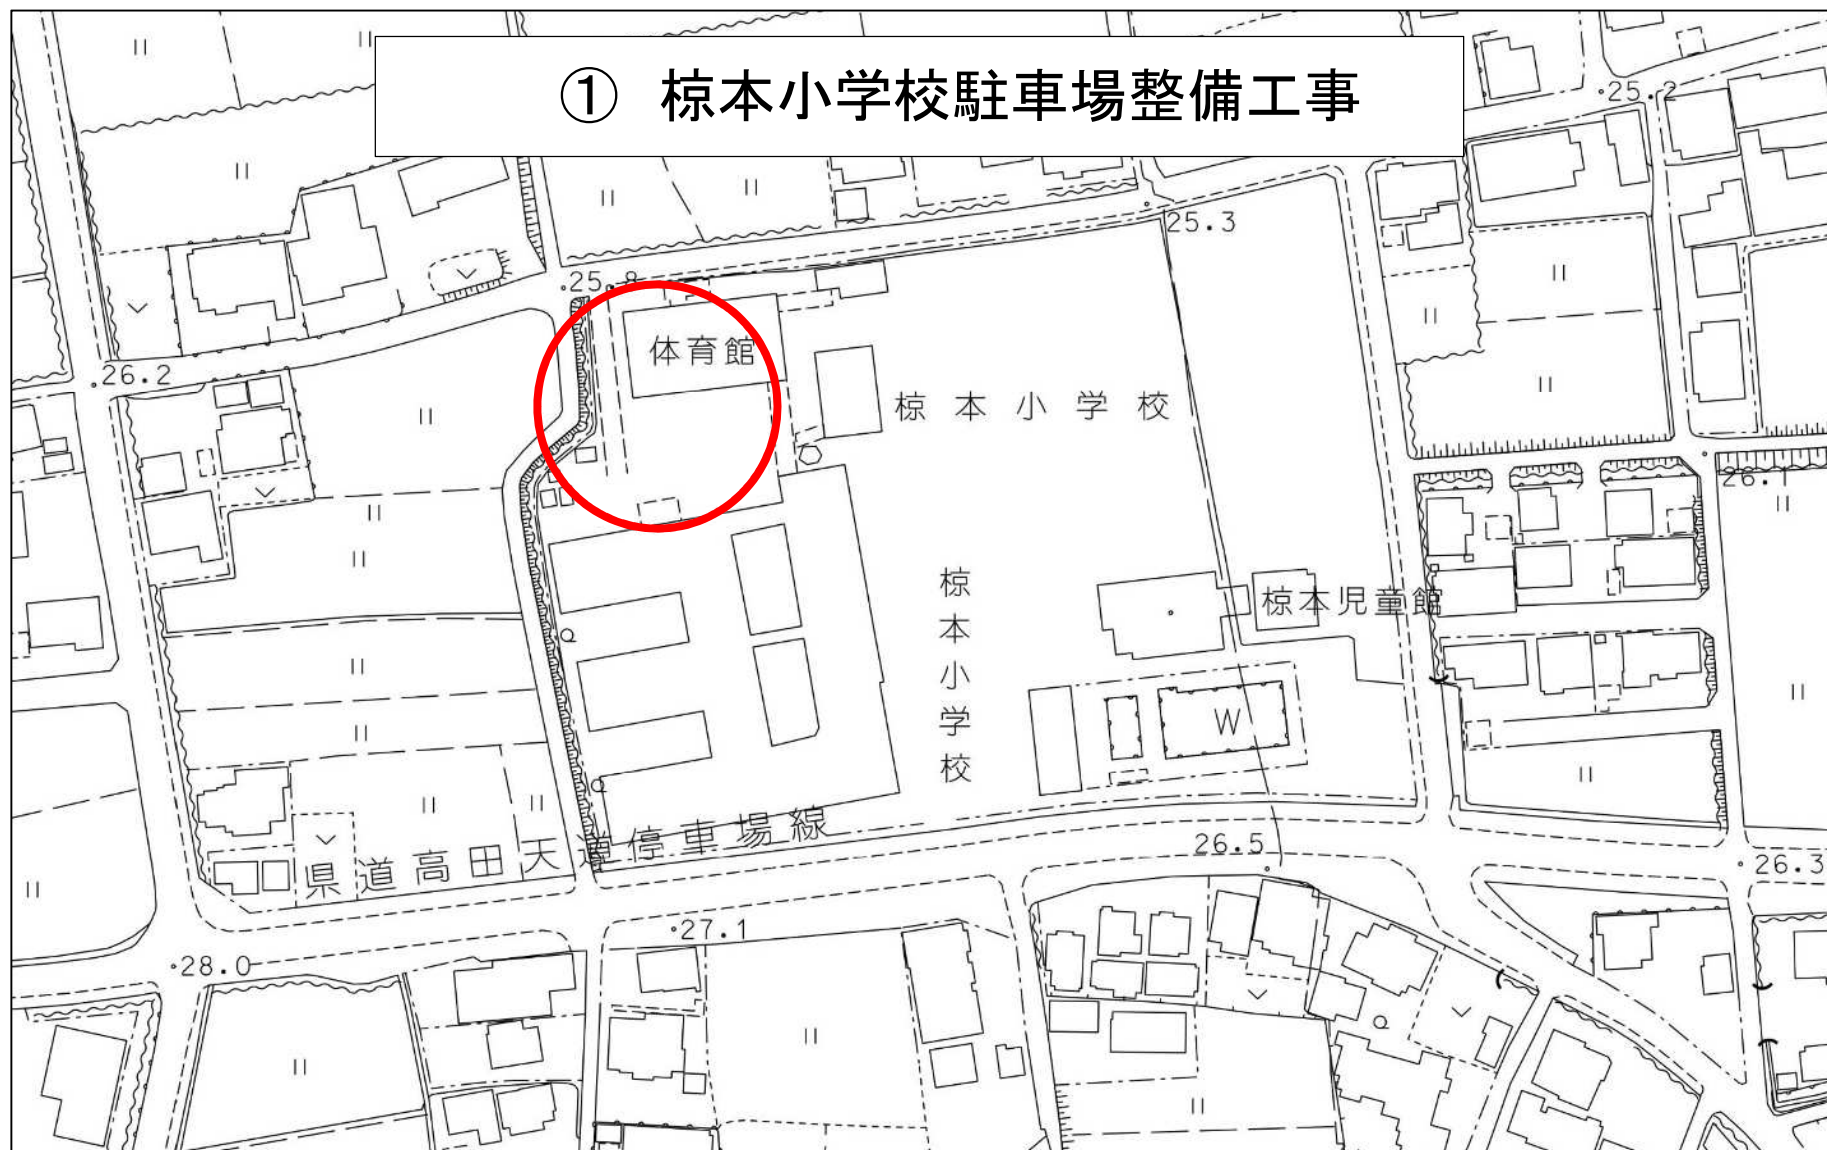 ① 椋本小学校駐車場整備工事
25.2
25.3
25.8
体育館
26.2
椋本小学校
26.1
椋本児童館
椋本小学校
W
県道高田天道停車場線
26.5
26.3
27.1
28.0